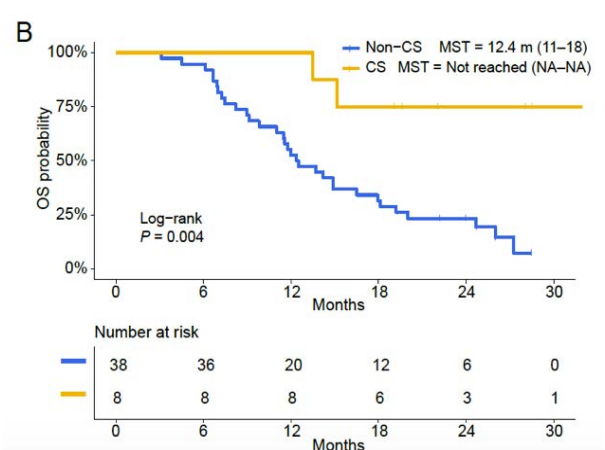 B
Non−CS MST = 12.4 m (11−18)
CS MST = Not reached (NA−NA)
100%
75%
50%
25%
0%
OS probability
Log−rank
P = 0.004
0 6 12 18 24 30
Months
Number at risk
38 36 20 12 6 0
8 8 8 6 3 1
0 6 12 18 24 30
Months